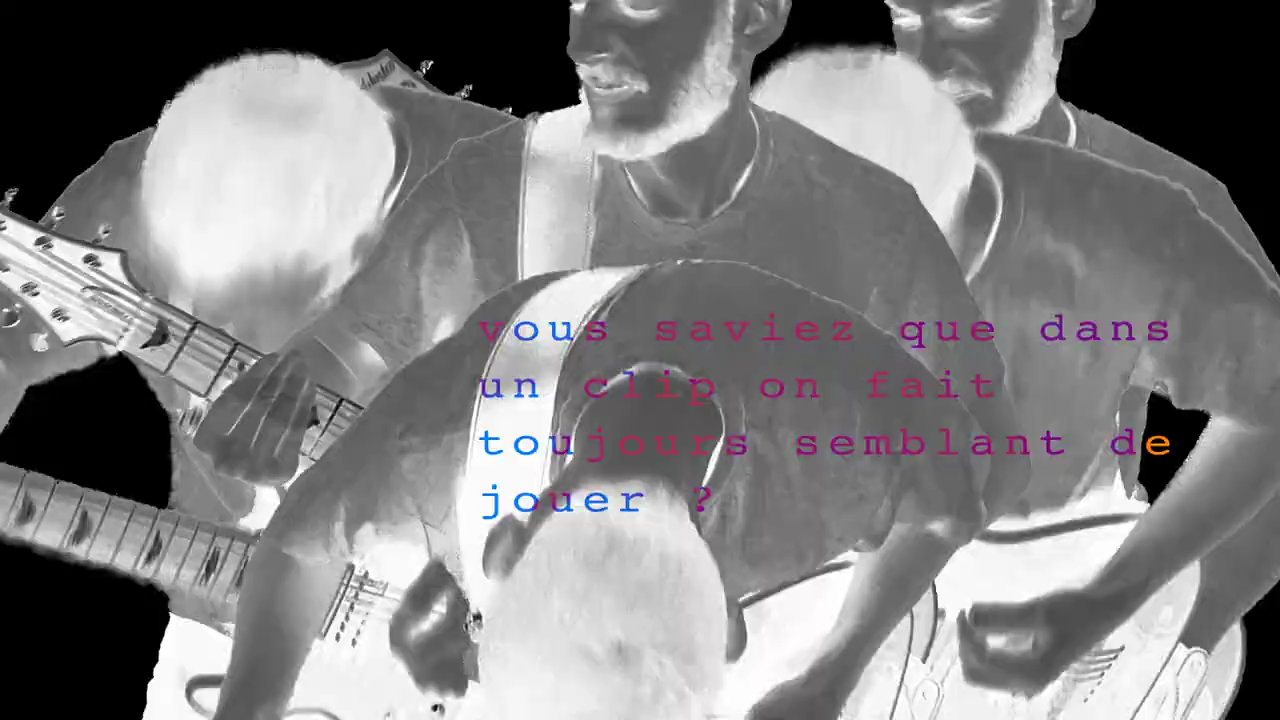 vous saviez que dans
un clip on fait
toujours semblant de
jouer ?